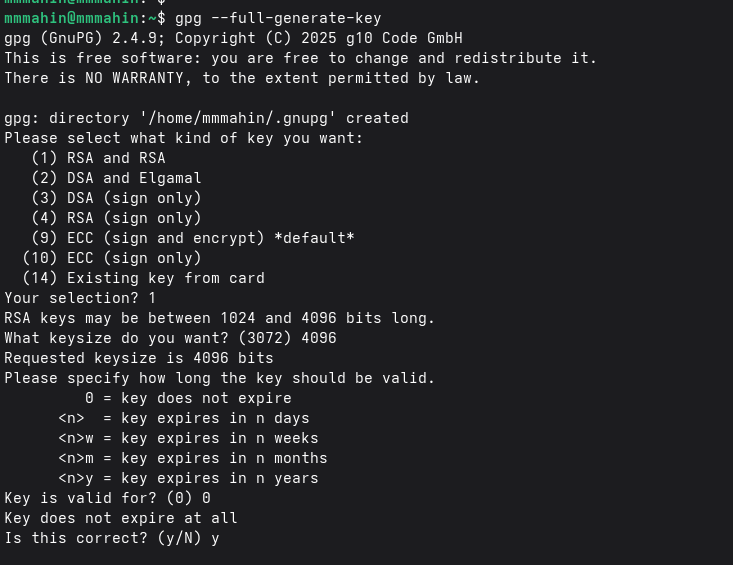 mmmahin@mmmahin:~$ gpg --full-generate-key
gpg (GnuPG) 2.4.9; Copyright (C) 2025 g10 Code GmbH
This is free software: you are free to change and redistribute it.
There is NO WARRANTY, to the extent permitted by law.

gpg: directory '/home/mmmahin/.gnupg' created
Please select what kind of key you want:
   (1) RSA and RSA
   (2) DSA and Elgamal
   (3) DSA (sign only)
   (4) RSA (sign only)
   (9) ECC (sign and encrypt) *default*
  (10) ECC (sign only)
  (14) Existing key from card
Your selection? 1
RSA keys may be between 1024 and 4096 bits long.
What keysize do you want? (3072) 4096
Requested keysize is 4096 bits
Please specify how long the key should be valid.
         0 = key does not expire
      <n>  = key expires in n days
      <n>w = key expires in n weeks
      <n>m = key expires in n months
      <n>y = key expires in n years
Key is valid for? (0) 0
Key does not expire at all
Is this correct? (y/N) y